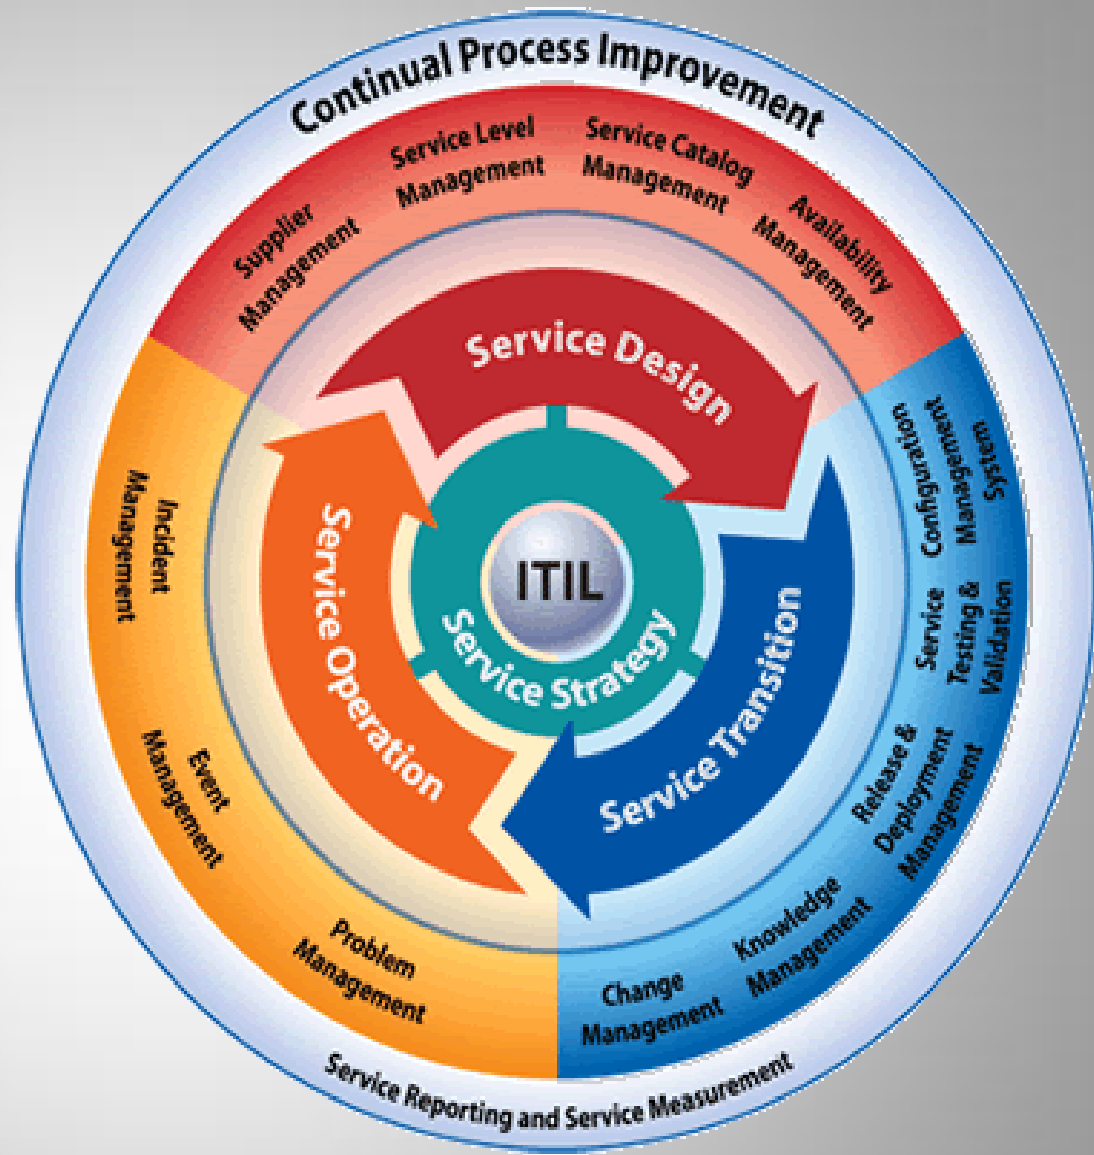 Continual Process Improvement
Supplier
Management
Service Level
Management
Service Catalog
Management
Availability
Management
Service Design
Configuration
Management
System
Service
Testing &
Validation
Release &
Deployment
Management
Knowledge
Management
Change
Management
Service Transition
Problem
Management
Event
Management
Incident
Management
Service Operation
ITIL
Service Strategy
Service Reporting and Service Measurement